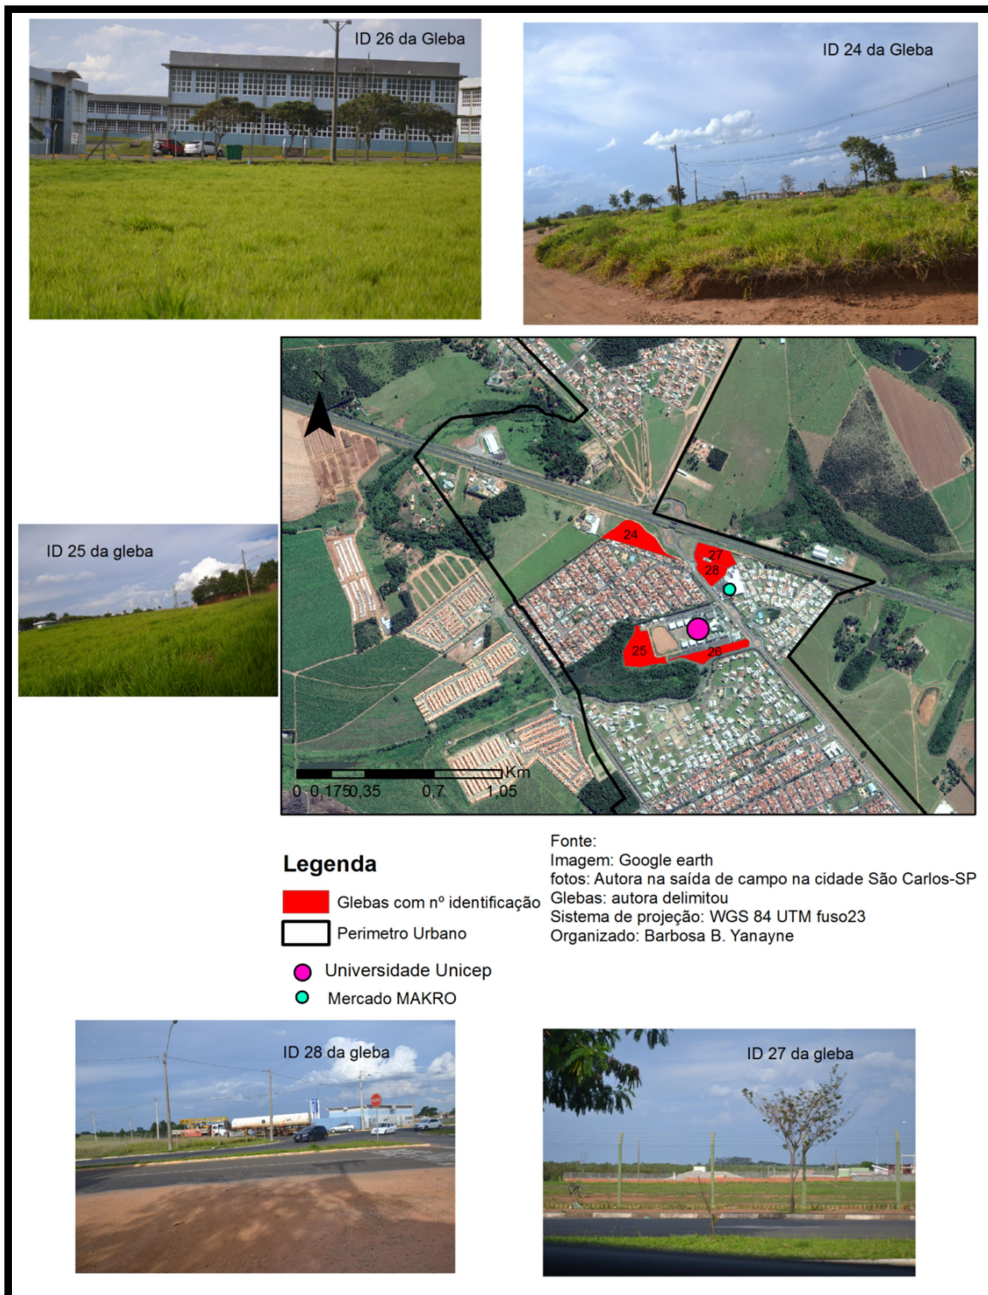 ID 26 da Gleba
ID 24 da Gleba
ID 25 da gleba
N
24
27
28
25
26
Km
0 0,175 0,35 0,7 1,05
Legenda
Glebas com nº identificação
Perimetro Urbano
Universidade Unicep
Mercado MAKRO
Fonte:
Imagem: Google earth
fotos: Autora na saída de campo na cidade São Carlos-SP
Glebas: autora delimitou
Sistema de projeção: WGS 84 UTM fuso23
Organizado: Barbosa B. Yanayne
ID 28 da gleba
ID 27 da gleba